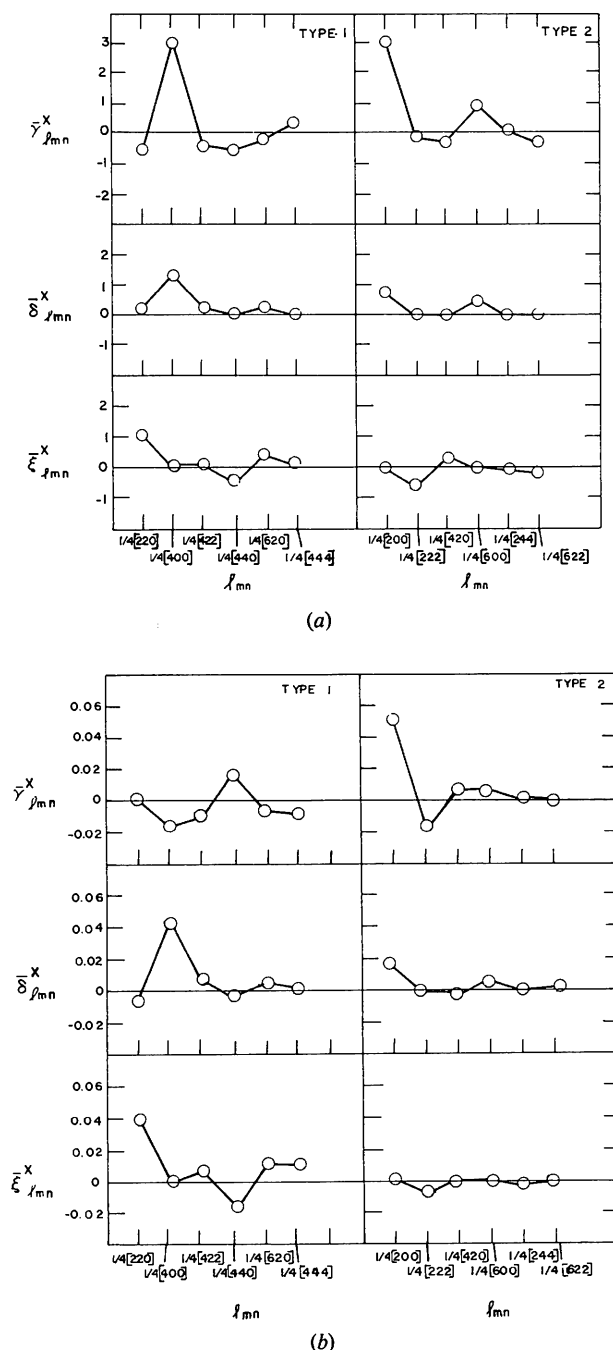 TYPE 1 TYPE 2
3
2
1
0
-1
-2
γ̄ˣℓmn
2
1
0
-1
δ̄ˣℓmn
2
1
0
-1
ξ̄ˣℓmn
1/4[220] 1/4[422] 1/4[620] 1/4[200] 1/4[420] 1/4[244]
1/4[400] 1/4[440] 1/4[444] 1/4[222] 1/4[600] 1/4[622]
ℓmn ℓmn
(a)
TYPE 1 TYPE 2
0.06
0.04
0.02
0
-0.02
γ̄ˣℓmn
0.06
0.04
0.02
0
-0.02
δ̄ˣℓmn
0.06
0.04
0.02
0
-0.02
ξ̄ˣℓmn
1/4[220] 1/4[422] 1/4[620] 1/4[200] 1/4[420] 1/4[244]
1/4[400] 1/4[440] 1/4[444] 1/4[222] 1/4[600] 1/4[622]
ℓmn ℓmn
(b)